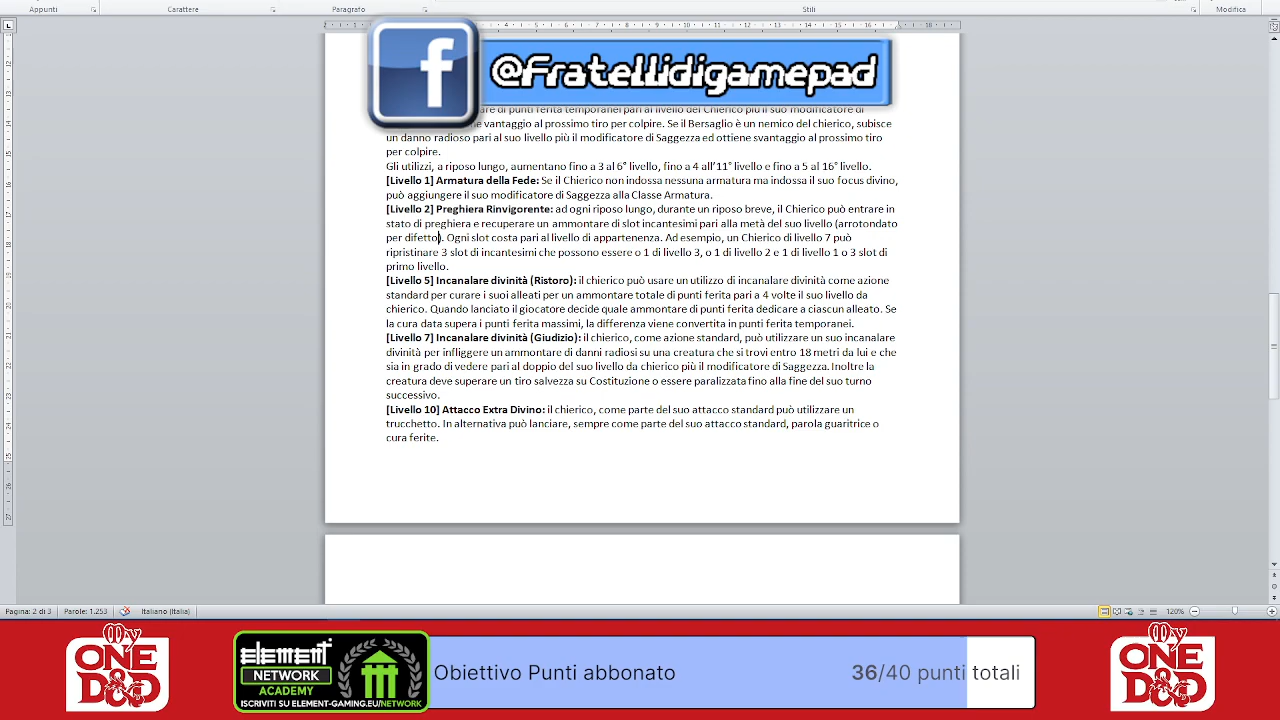 Appunti Carattere Paragrafo Stili Modifica
@Fratellidigamepad
are di punti ferita temporanei pari al livello del Chierico più il suo modificatore di
ne vantaggio al prossimo tiro per colpire. Se il Bersaglio è un nemico del chierico, subisce
un danno radioso pari al suo livello più il modificatore di Saggezza ed ottiene svantaggio al prossimo tiro
per colpire.
Gli utilizzi, a riposo lungo, aumentano fino a 3 al 6° livello, fino a 4 all'11° livello e fino a 5 al 16° livello.
[Livello 1] Armatura della Fede: Se il Chierico non indossa nessuna armatura ma indossa il suo focus divino,
può aggiungere il suo modificatore di Saggezza alla Classe Armatura.
[Livello 2] Preghiera Rinvigorente: ad ogni riposo lungo, durante un riposo breve, il Chierico può entrare in
stato di preghiera e recuperare un ammontare di slot incantesimi pari alla metà del suo livello (arrotondato
per difetto). Ogni slot costa pari al livello di appartenenza. Ad esempio, un Chierico di livello 7 può
ripristinare 3 slot di incantesimi che possono essere o 1 di livello 3, o 1 di livello 2 e 1 di livello 1 o 3 slot di
primo livello.
[Livello 5] Incanalare divinità (Ristoro): il chierico può usare un utilizzo di incanalare divinità come azione
standard per curare i suoi alleati per un ammontare totale di punti ferita pari a 4 volte il suo livello da
chierico. Quando lanciato il giocatore decide quale ammontare di punti ferita dedicare a ciascun alleato. Se
la cura data supera i punti ferita massimi, la differenza viene convertita in punti ferita temporanei.
[Livello 7] Incanalare divinità (Giudizio): il chierico, come azione standard, può utilizzare un suo incanalare
divinità per infliggere un ammontare di danni radiosi su una creatura che si trovi entro 18 metri da lui e che
sia in grado di vedere pari al doppio del suo livello da chierico più il modificatore di Saggezza. Inoltre la
creatura deve superare un tiro salvezza su Costituzione o essere paralizzata fino alla fine del suo turno
successivo.
[Livello 10] Attacco Extra Divino: il chierico, come parte del suo attacco standard può utilizzare un
trucchetto. In alternativa può lanciare, sempre come parte del suo attacco standard, parola guaritrice o
cura ferite.
Pagina: 2 di 3 Parole: 1.253 Italiano (Italia) 120%
My
ONE
D&D
ELEMENT
NETWORK
ACADEMY
ISCRIVITI SU ELEMENT-GAMING.EU/NETWORK
Obiettivo Punti abbonato 36/40 punti totali
My
ONE
D&D